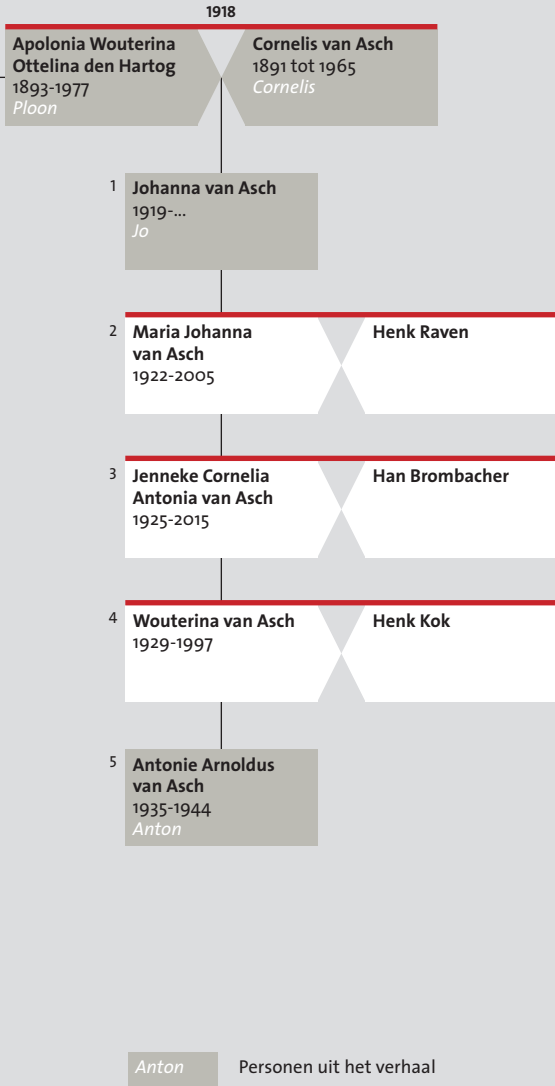 1918
Apolonia Wouterina
Ottelina den Hartog
1893-1977
Ploon
Cornelis van Asch
1891 tot 1965
Cornelis
1
Johanna van Asch
1919-...
Jo
2
Maria Johanna
van Asch
1922-2005
Henk Raven
3
Jenneke Cornelia
Antonia van Asch
1925-2015
Han Brombacher
4
Wouterina van Asch
1929-1997
Henk Kok
5
Antonie Arnoldus
van Asch
1935-1944
Anton
Anton
Personen uit het verhaal